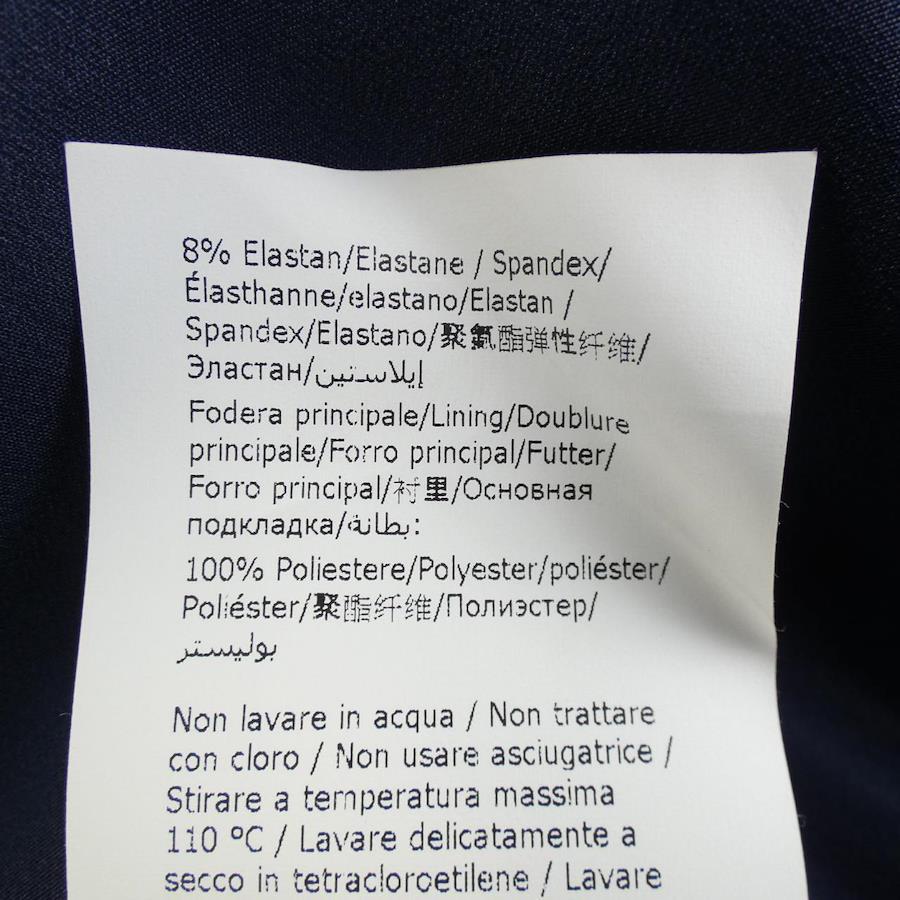 8% Elastan/Elastane / Spandex/
Élasthanne/elastano/Elastan /
Spandex/Elastano/聚氨酯弹性纤维/
Эластан/إيلاستين
Fodera principale/Lining/Doublure
principale/Forro principal/Futter/
Forro principal/衬里/Основная
подкладка/بطانة:
100% Poliestere/Polyester/poliéster/
Poliéster/聚酯纤维/Полиэстер/
بوليستر
Non lavare in acqua / Non trattare
con cloro / Non usare asciugatrice /
Stirare a temperatura massima
110 ºC / Lavare delicatamente a
secco in tetracloroetilene / Lavare